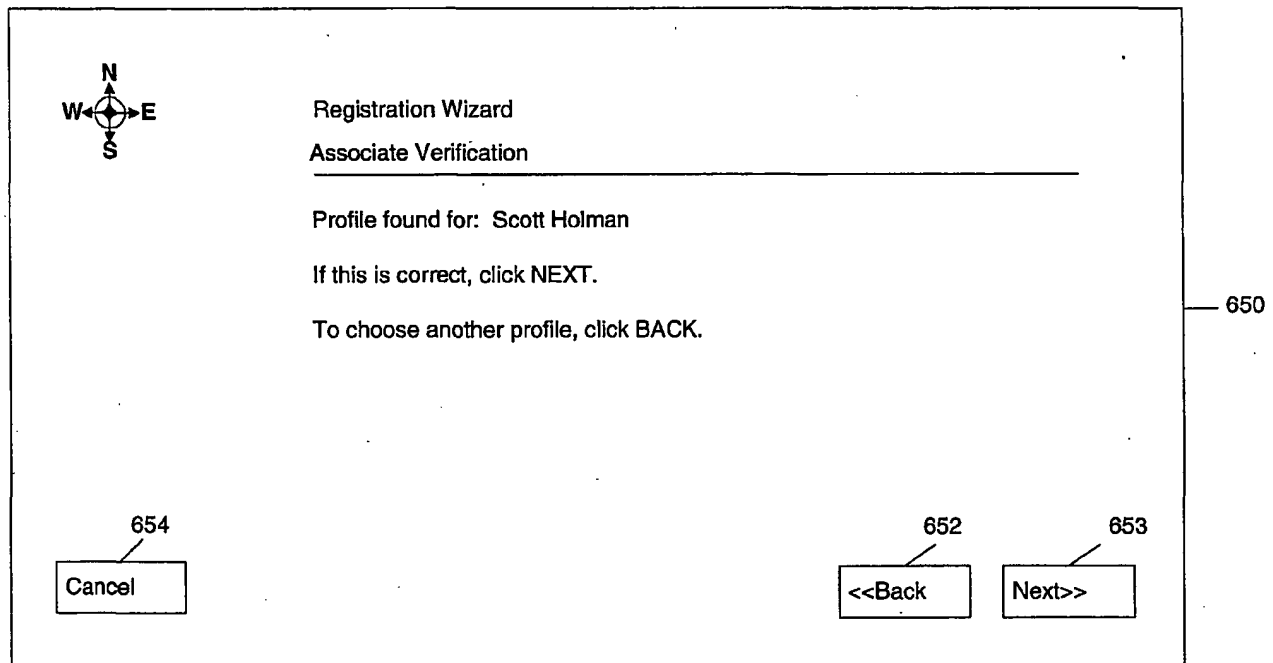 N
W E
S
Registration Wizard
Associate Verification
Profile found for: Scott Holman
If this is correct, click NEXT.
To choose another profile, click BACK.
650
654
652
653
Cancel
<<Back
Next>>